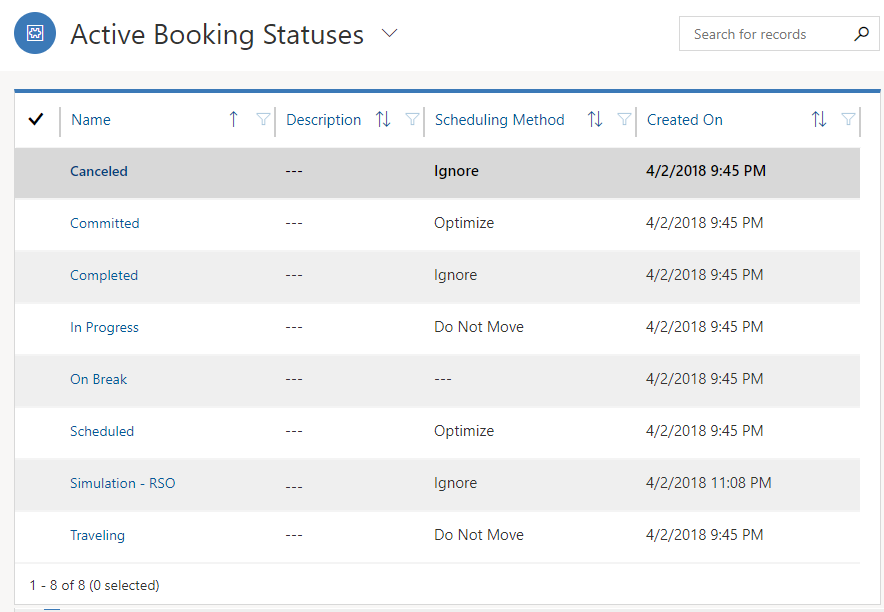 Active Booking Statuses
Search for records
Name Description Scheduling Method Created On
Canceled --- Ignore 4/2/2018 9:45 PM
Committed --- Optimize 4/2/2018 9:45 PM
Completed --- Ignore 4/2/2018 9:45 PM
In Progress --- Do Not Move 4/2/2018 9:45 PM
On Break --- --- 4/2/2018 9:45 PM
Scheduled --- Optimize 4/2/2018 9:45 PM
Simulation - RSO --- Ignore 4/2/2018 11:08 PM
Traveling --- Do Not Move 4/2/2018 9:45 PM
1 - 8 of 8 (0 selected)